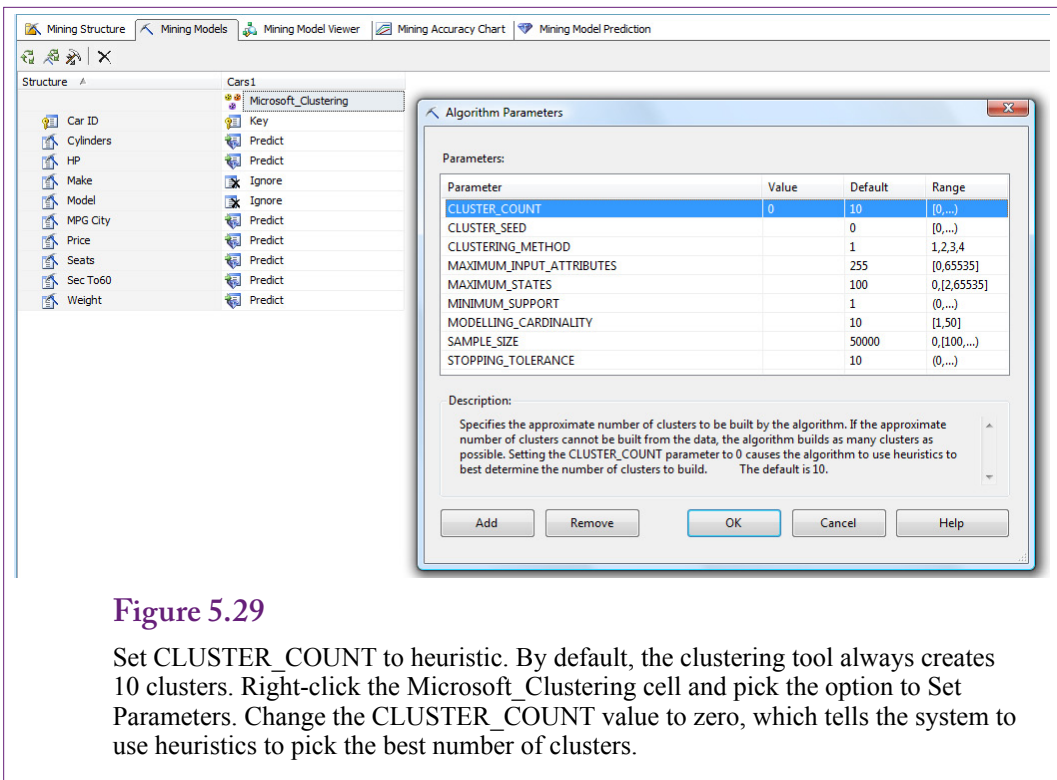 Mining Structure Mining Models Mining Model Viewer Mining Accuracy Chart Mining Model Prediction
Structure Cars1
Microsoft_Clustering
Car ID Key
Cylinders Predict
HP Predict
Make Ignore
Model Ignore
MPG City Predict
Price Predict
Seats Predict
Sec To60 Predict
Weight Predict
Algorithm Parameters
Parameters:
Parameter Value Default Range
CLUSTER_COUNT 0 10 [0,...)
CLUSTER_SEED 0 [0,...)
CLUSTERING_METHOD 1 1,2,3,4
MAXIMUM_INPUT_ATTRIBUTES 255 [0,65535]
MAXIMUM_STATES 100 0,[2,65535]
MINIMUM_SUPPORT 1 (0,...)
MODELLING_CARDINALITY 10 [1,50]
SAMPLE_SIZE 50000 0,[100,...)
STOPPING_TOLERANCE 10 (0,...)
Description:
Specifies the approximate number of clusters to be built by the algorithm. If the approximate
number of clusters cannot be built from the data, the algorithm builds as many clusters as
possible. Setting the CLUSTER_COUNT parameter to 0 causes the algorithm to use heuristics to
best determine the number of clusters to build. The default is 10.
Add Remove OK Cancel Help
Figure 5.29
Set CLUSTER_COUNT to heuristic. By default, the clustering tool always creates
10 clusters. Right-click the Microsoft_Clustering cell and pick the option to Set
Parameters. Change the CLUSTER_COUNT value to zero, which tells the system to
use heuristics to pick the best number of clusters.